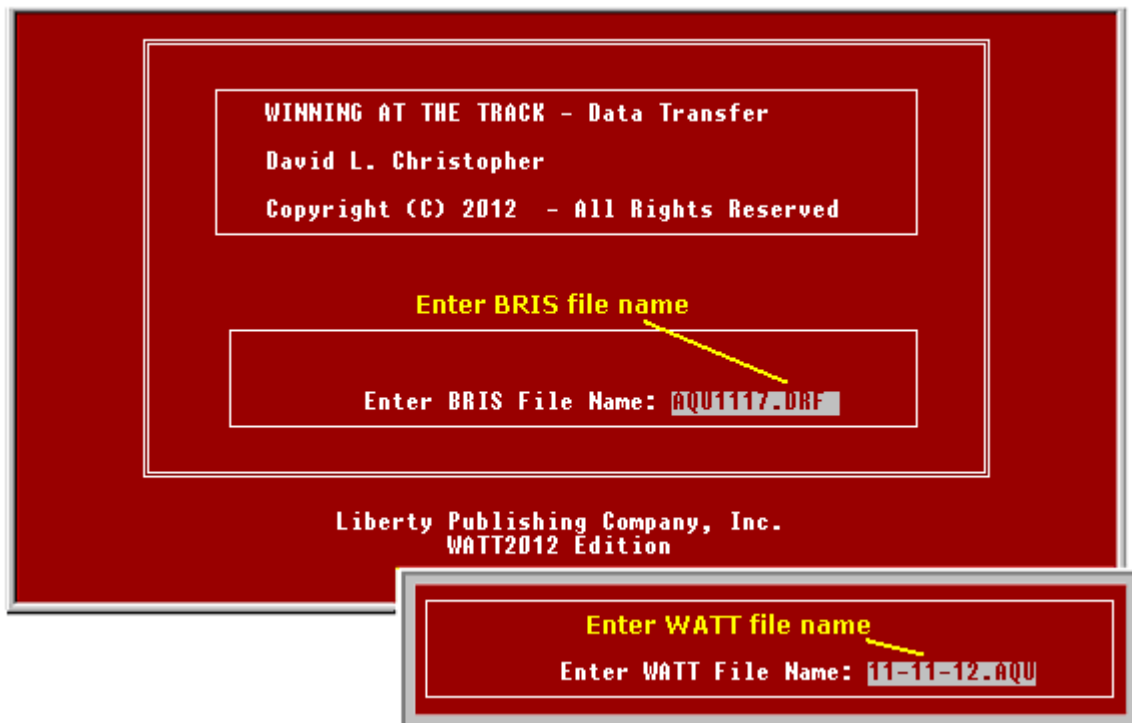 WINNING AT THE TRACK - Data Transfer
David L. Christopher
Copyright (C) 2012 - All Rights Reserved
Enter BRIS file name
Enter BRIS File Name: AQU1117.DRF
Liberty Publishing Company, Inc.
WATT2012 Edition
Enter WATT file name
Enter WATT File Name: 11-11-12.AQU